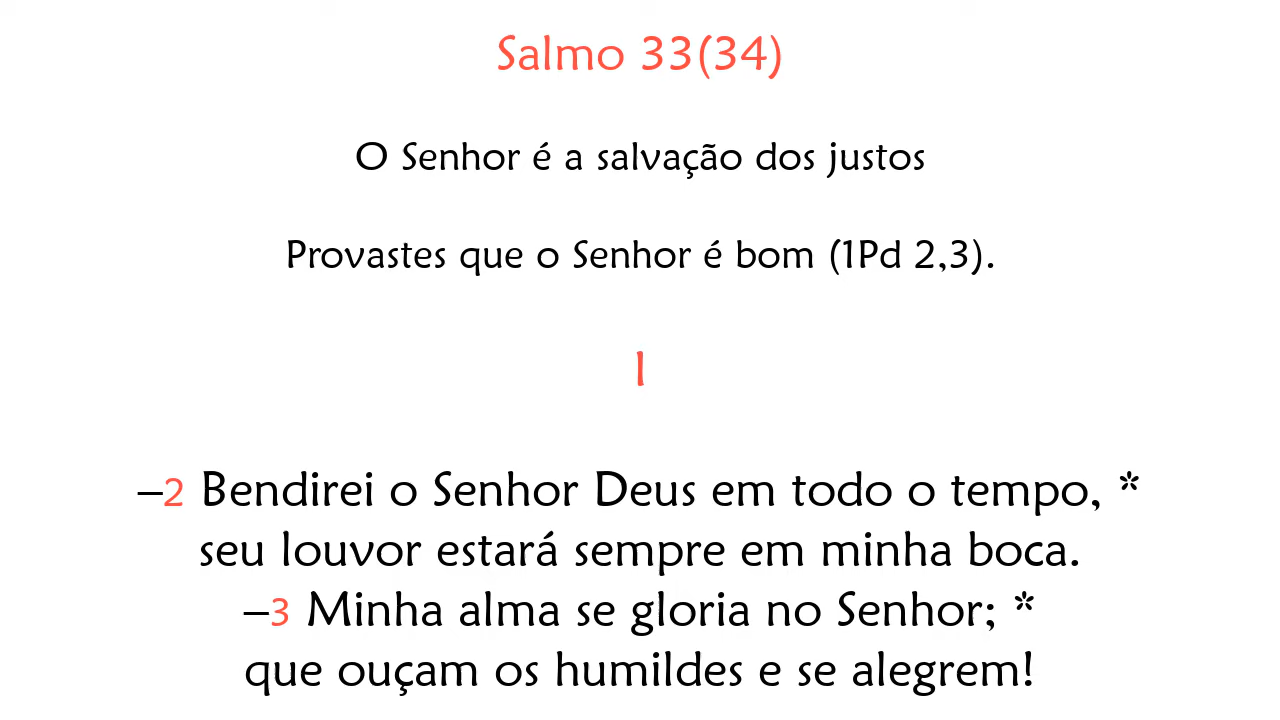 Salmo 33(34)
O Senhor é a salvação dos justos
Provastes que o Senhor é bom (1Pd 2,3).
I
–2 Bendirei o Senhor Deus em todo o tempo, *
seu louvor estará sempre em minha boca.
–3 Minha alma se gloria no Senhor; *
que ouçam os humildes e se alegrem!